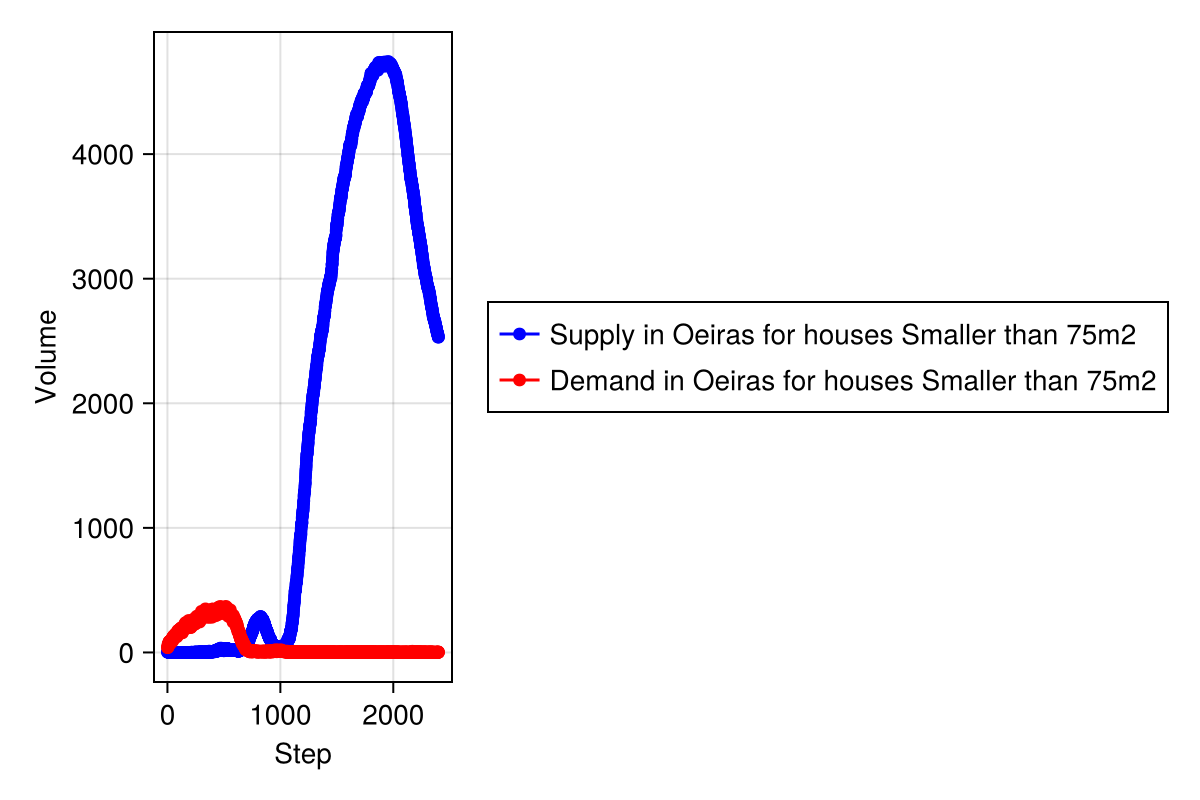 4000
3000
2000
1000
0
Volume
0 1000 2000
Step
Supply in Oeiras for houses Smaller than 75m2
Demand in Oeiras for houses Smaller than 75m2